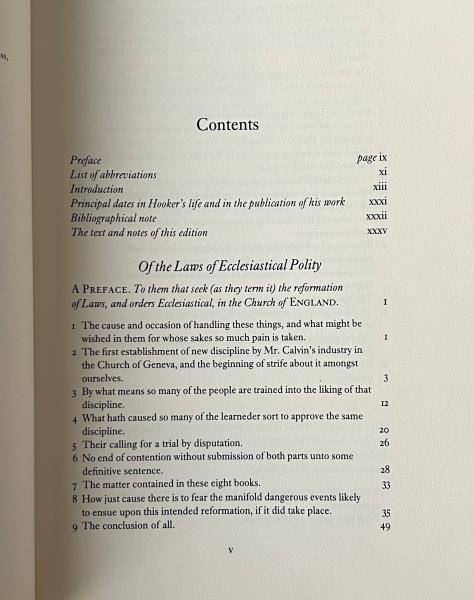 ss,
Contents
Preface page ix
List of abbreviations xi
Introduction xiii
Principal dates in Hooker's life and in the publication of his work xxxi
Bibliographical note xxxii
The text and notes of this edition xxxv
Of the Laws of Ecclesiastical Polity
A PREFACE. To them that seek (as they term it) the reformation
of Laws, and orders Ecclesiastical, in the Church of ENGLAND. 1
1 The cause and occasion of handling these things, and what might be
wished in them for whose sakes so much pain is taken. 1
2 The first establishment of new discipline by Mr. Calvin's industry in
the Church of Geneva, and the beginning of strife about it amongst
ourselves. 3
3 By what means so many of the people are trained into the liking of that
discipline. 12
4 What hath caused so many of the learneder sort to approve the same
discipline. 20
5 Their calling for a trial by disputation. 26
6 No end of contention without submission of both parts unto some
definitive sentence. 28
7 The matter contained in these eight books. 33
8 How just cause there is to fear the manifold dangerous events likely
to ensue upon this intended reformation, if it did take place. 35
9 The conclusion of all. 49
v